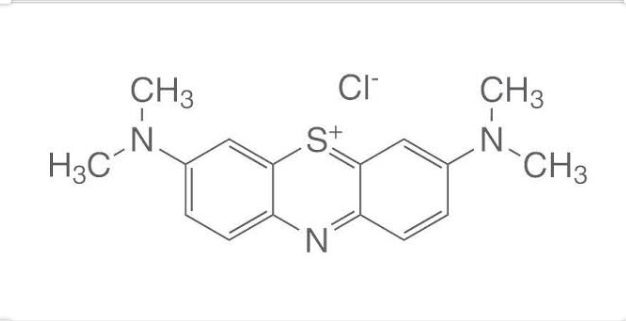 CH₃ Cl⁻ CH₃
N S⁺ N
H₃C CH₃
N